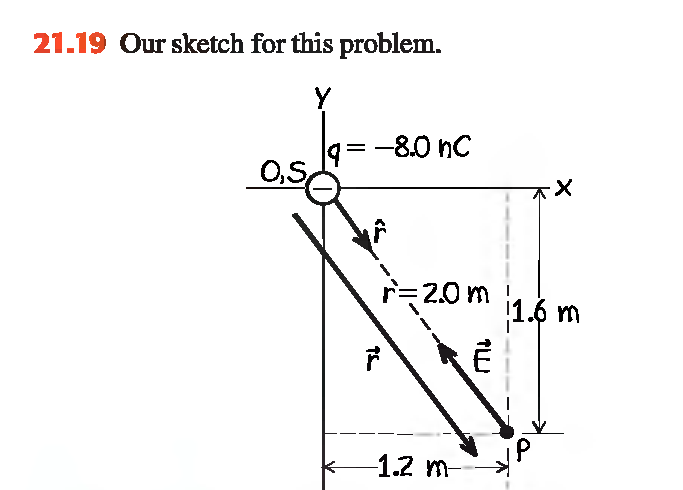 21.19 Our sketch for this problem.
y
q = −8.0 nC
O,S
x
r̂
r = 2.0 m
1.6 m
r⃗
E⃗
P
1.2 m